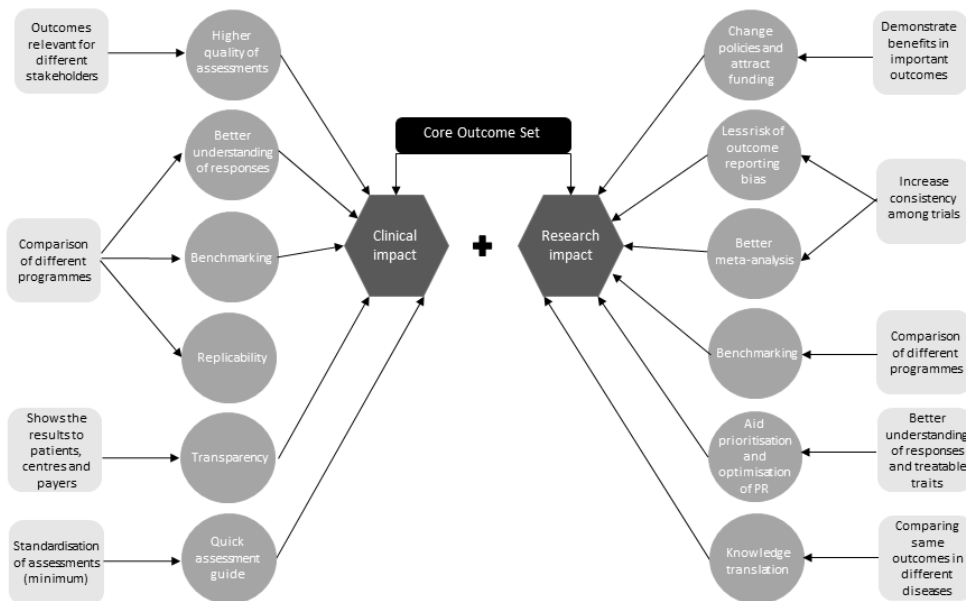 Outcomes
relevant for
different
stakeholders
Higher
quality of
assessments
Better
understanding
of responses
Comparison
of different
programmes
Benchmarking
Replicability
Shows the
results to
patients,
centres and
payers
Transparency
Standardisation
of assessments
(minimum)
Quick
assessment
guide
Core Outcome Set
Clinical
impact
Research
impact
Change
policies and
attract
funding
Demonstrate
benefits in
important
outcomes
Less risk of
outcome
reporting
bias
Increase
consistency
among trials
Better
meta-analysis
Benchmarking
Comparison
of different
programmes
Aid
prioritisation
and
optimisation
of PR
Better
understanding
of responses
and treatable
traits
Knowledge
translation
Comparing
same
outcomes in
different
diseases